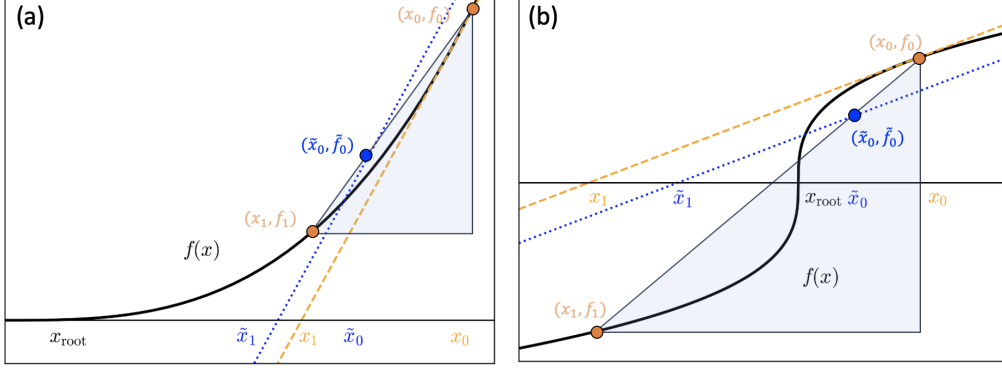 (a)
(x₀, f₀)
(x̃₀, f̃₀)
(x₁, f₁)
f(x)
x_root
x̃₁
x₁
x̃₀
x₀
(b)
(x₀, f₀)
(x̃₀, f̃₀)
x₁
x̃₁
x_root
x̃₀
x₀
f(x)
(x₁, f₁)